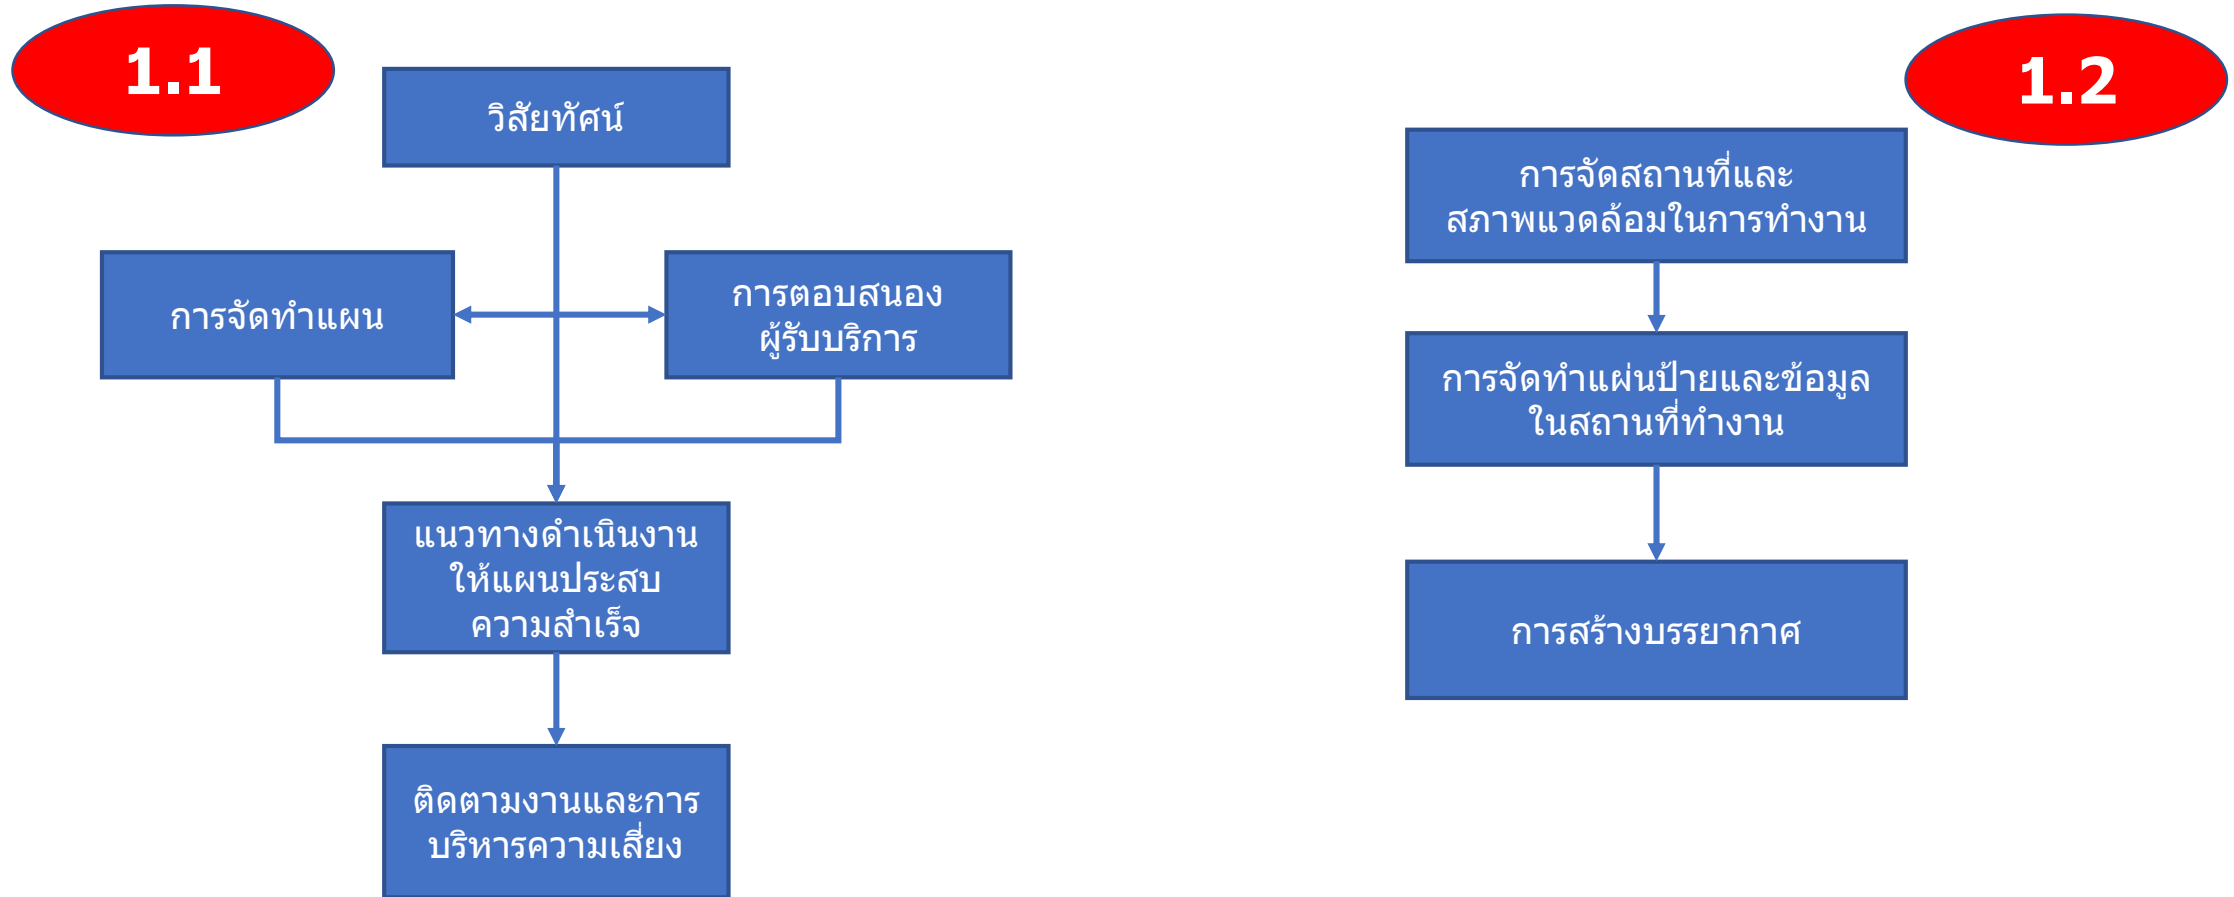 1.1
วิสัยทัศน์
การจัดทำแผน
การตอบสนอง
ผู้รับบริการ
แนวทางดำเนินงาน
ให้แผนประสบ
ความสำเร็จ
ติดตามงานและการ
บริหารความเสี่ยง
1.2
การจัดสถานที่และ
สภาพแวดล้อมในการทำงาน
การจัดทำแผ่นป้ายและข้อมูล
ในสถานที่ทำงาน
การสร้างบรรยากาศ